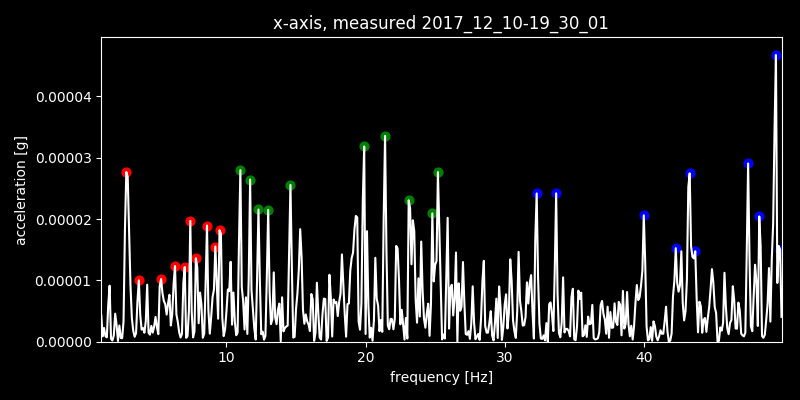 x-axis, measured 2017_12_10-19_30_01
acceleration [g]
0.00004
0.00003
0.00002
0.00001
0.00000
10 20 30 40
frequency [Hz]